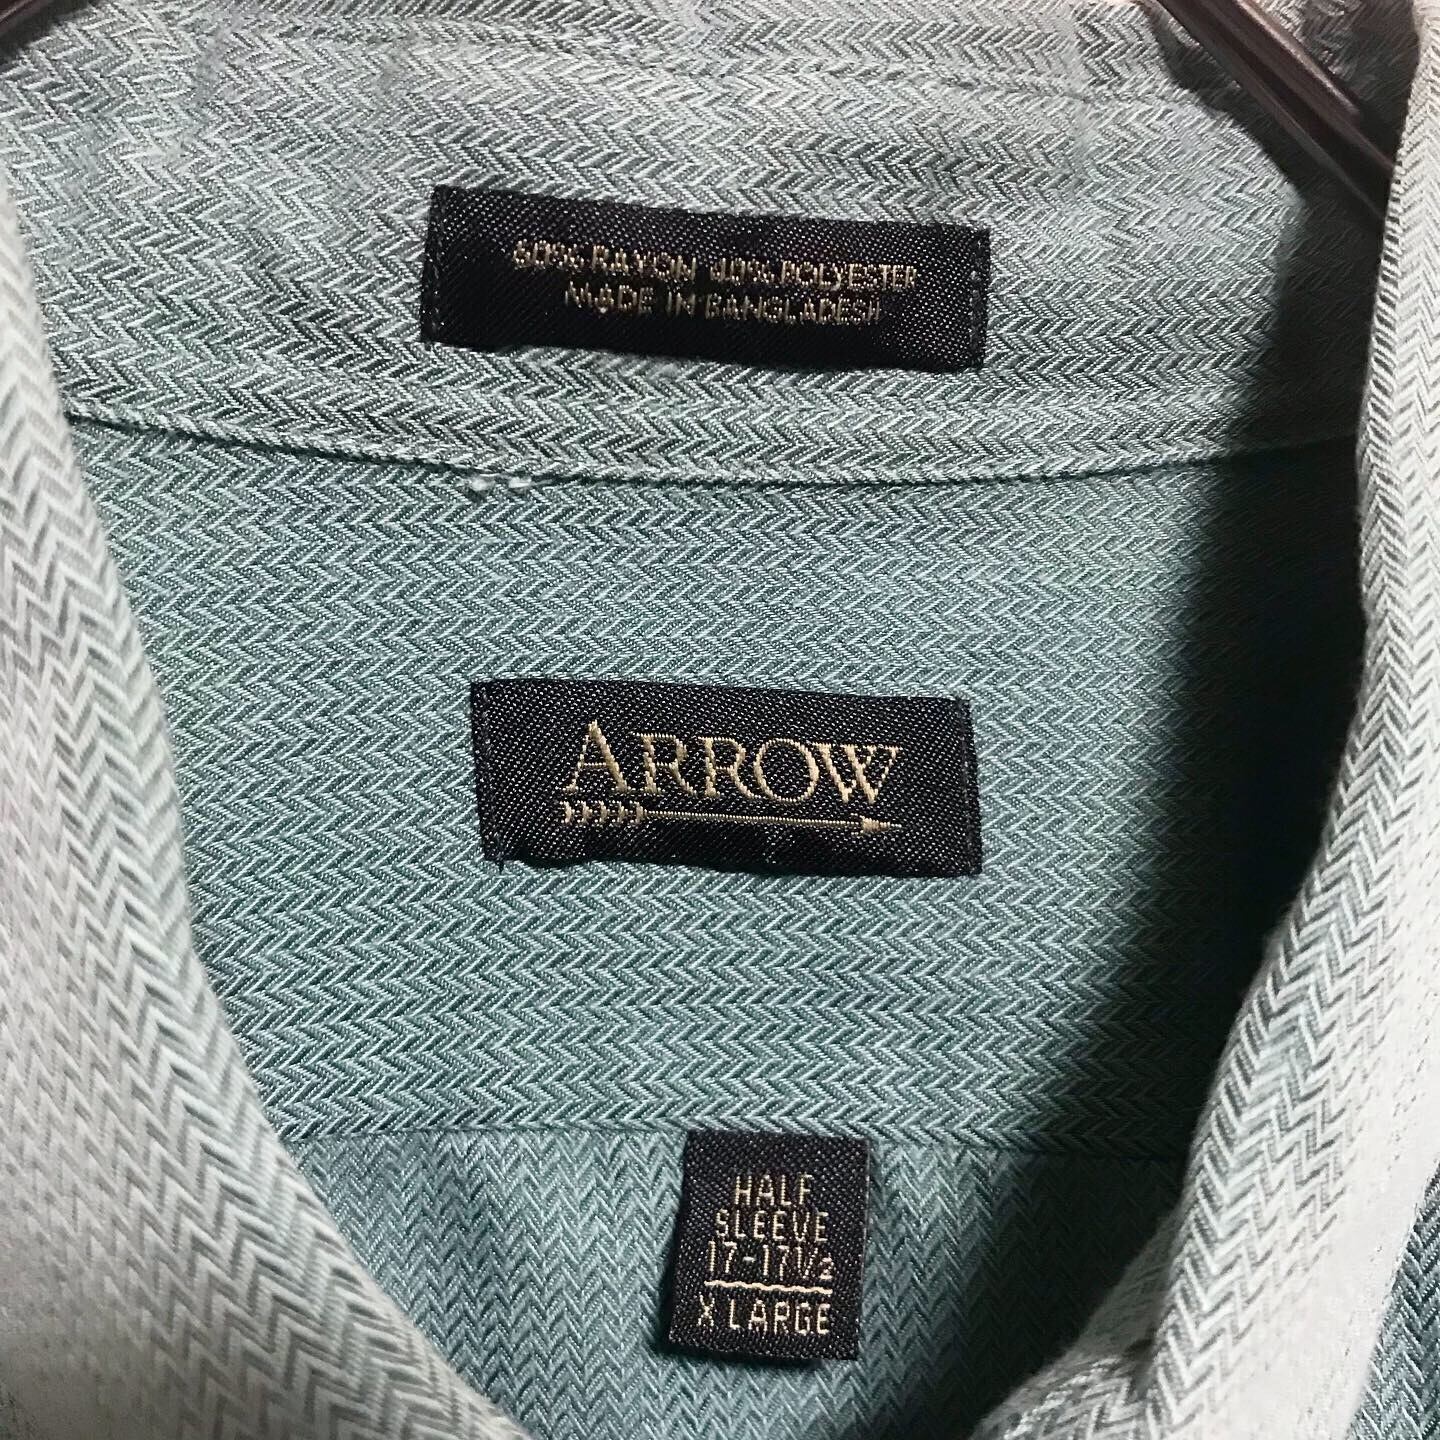 60% RAYON 40% POLYESTER
MADE IN BANGLADESH
ARROW
HALF
SLEEVE
17-17½
X LARGE